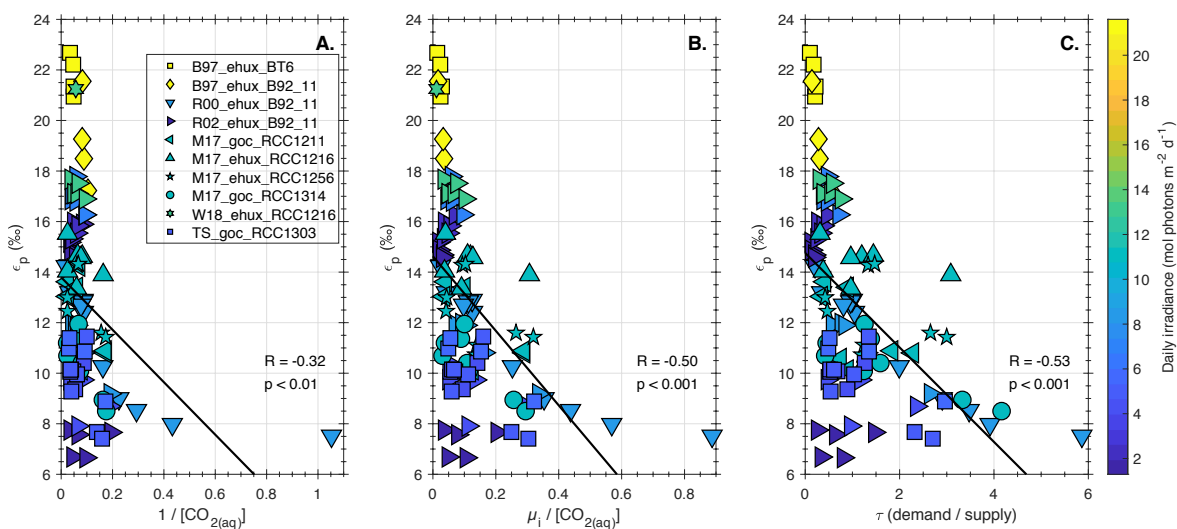 A.
B.
C.
24
22
20
18
16
14
12
10
8
6
εp (‰)
B97_ehux_BT6
B97_ehux_B92_11
R00_ehux_B92_11
R02_ehux_B92_11
M17_goc_RCC1211
M17_ehux_RCC1216
M17_ehux_RCC1256
M17_goc_RCC1314
W18_ehux_RCC1216
TS_goc_RCC1303
R = -0.32
p < 0.01
0 0.2 0.4 0.6 0.8 1
1 / [CO2(aq)]
24
22
20
18
16
14
12
10
8
6
εp (‰)
R = -0.50
p < 0.001
0 0.2 0.4 0.6 0.8
μi / [CO2(aq)]
24
22
20
18
16
14
12
10
8
6
εp (‰)
R = -0.53
p < 0.001
0 2 4 6
τ (demand / supply)
20
18
16
14
12
10
8
6
4
2
Daily irradiance (mol photons m-2 d-1)